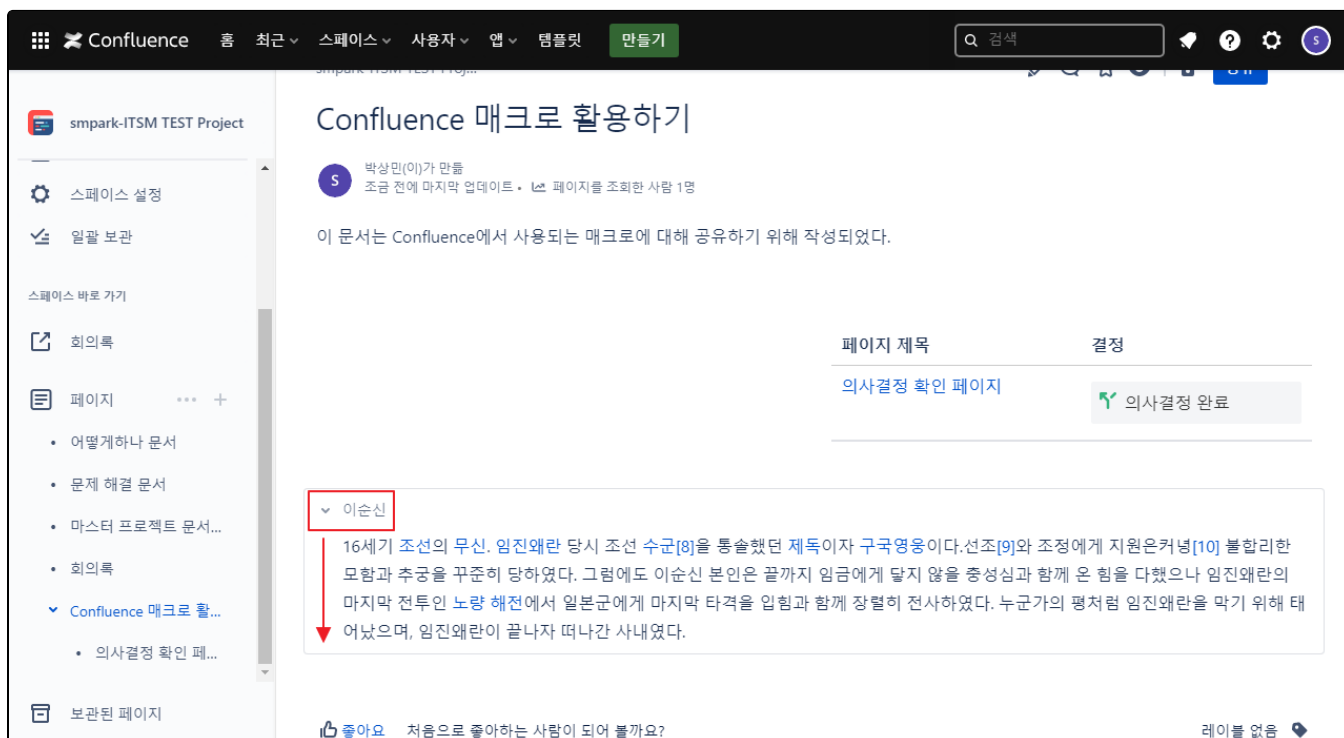 Confluence 홈 최근 스페이스 사용자 앱 템플릿 만들기 검색 S
smpark-ITSM TEST Proj... 공유
smpark-ITSM TEST Project
스페이스 설정
일괄 보관
스페이스 바로 가기
회의록
페이지
어떻게하나 문서
문제 해결 문서
마스터 프로젝트 문서...
회의록
Confluence 매크로 활...
의사결정 확인 페...
보관된 페이지
Confluence 매크로 활용하기
S
박상민(이)가 만듦
조금 전에 마지막 업데이트 • 페이지를 조회한 사람 1명
이 문서는 Confluence에서 사용되는 매크로에 대해 공유하기 위해 작성되었다.
페이지 제목 결정
의사결정 확인 페이지 의사결정 완료
이순신
16세기 조선의 무신. 임진왜란 당시 조선 수군[8]을 통솔했던 제독이자 구국영웅이다.선조[9]와 조정에게 지원은커녕[10] 불합리한
모함과 추궁을 꾸준히 당하였다. 그럼에도 이순신 본인은 끝까지 임금에게 닿지 않을 충성심과 함께 온 힘을 다했으나 임진왜란의
마지막 전투인 노량 해전에서 일본군에게 마지막 타격을 입힘과 함께 장렬히 전사하였다. 누군가의 평처럼 임진왜란을 막기 위해 태
어났으며, 임진왜란이 끝나자 떠나간 사내였다.
좋아요 처음으로 좋아하는 사람이 되어 볼까요? 레이블 없음